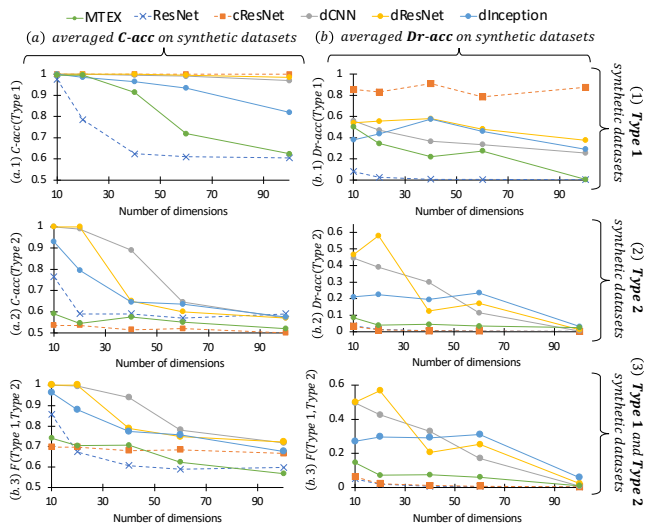 MTEX ResNet cResNet dCNN dResNet dInception
(a) averaged C-acc on synthetic datasets
(b) averaged Dr-acc on synthetic datasets
(a.1) C-acc(Type 1)
1
0.9
0.8
0.7
0.6
0.5
10 30 50 70 90
Number of dimensions
(b.1) Dr-acc(Type 1)
1
0.8
0.6
0.4
0.2
0
10 30 50 70 90
Number of dimensions
(1) Type 1
synthetic datasets
(a.2) C-acc(Type 2)
1
0.9
0.8
0.7
0.6
0.5
10 30 50 70 90
Number of dimensions
(b.2) Dr-acc(Type 2)
0.6
0.4
0.2
0
10 30 50 70 90
Number of dimensions
(2) Type 2
synthetic datasets
(b.3) F(Type 1,Type 2)
1
0.9
0.8
0.7
0.6
0.5
10 30 50 70 90
Number of dimensions
(b.3) F(Type 1,Type 2)
0.6
0.4
0.2
0
10 30 50 70 90
Number of dimensions
(3) Type 1 and Type 2
synthetic datasets